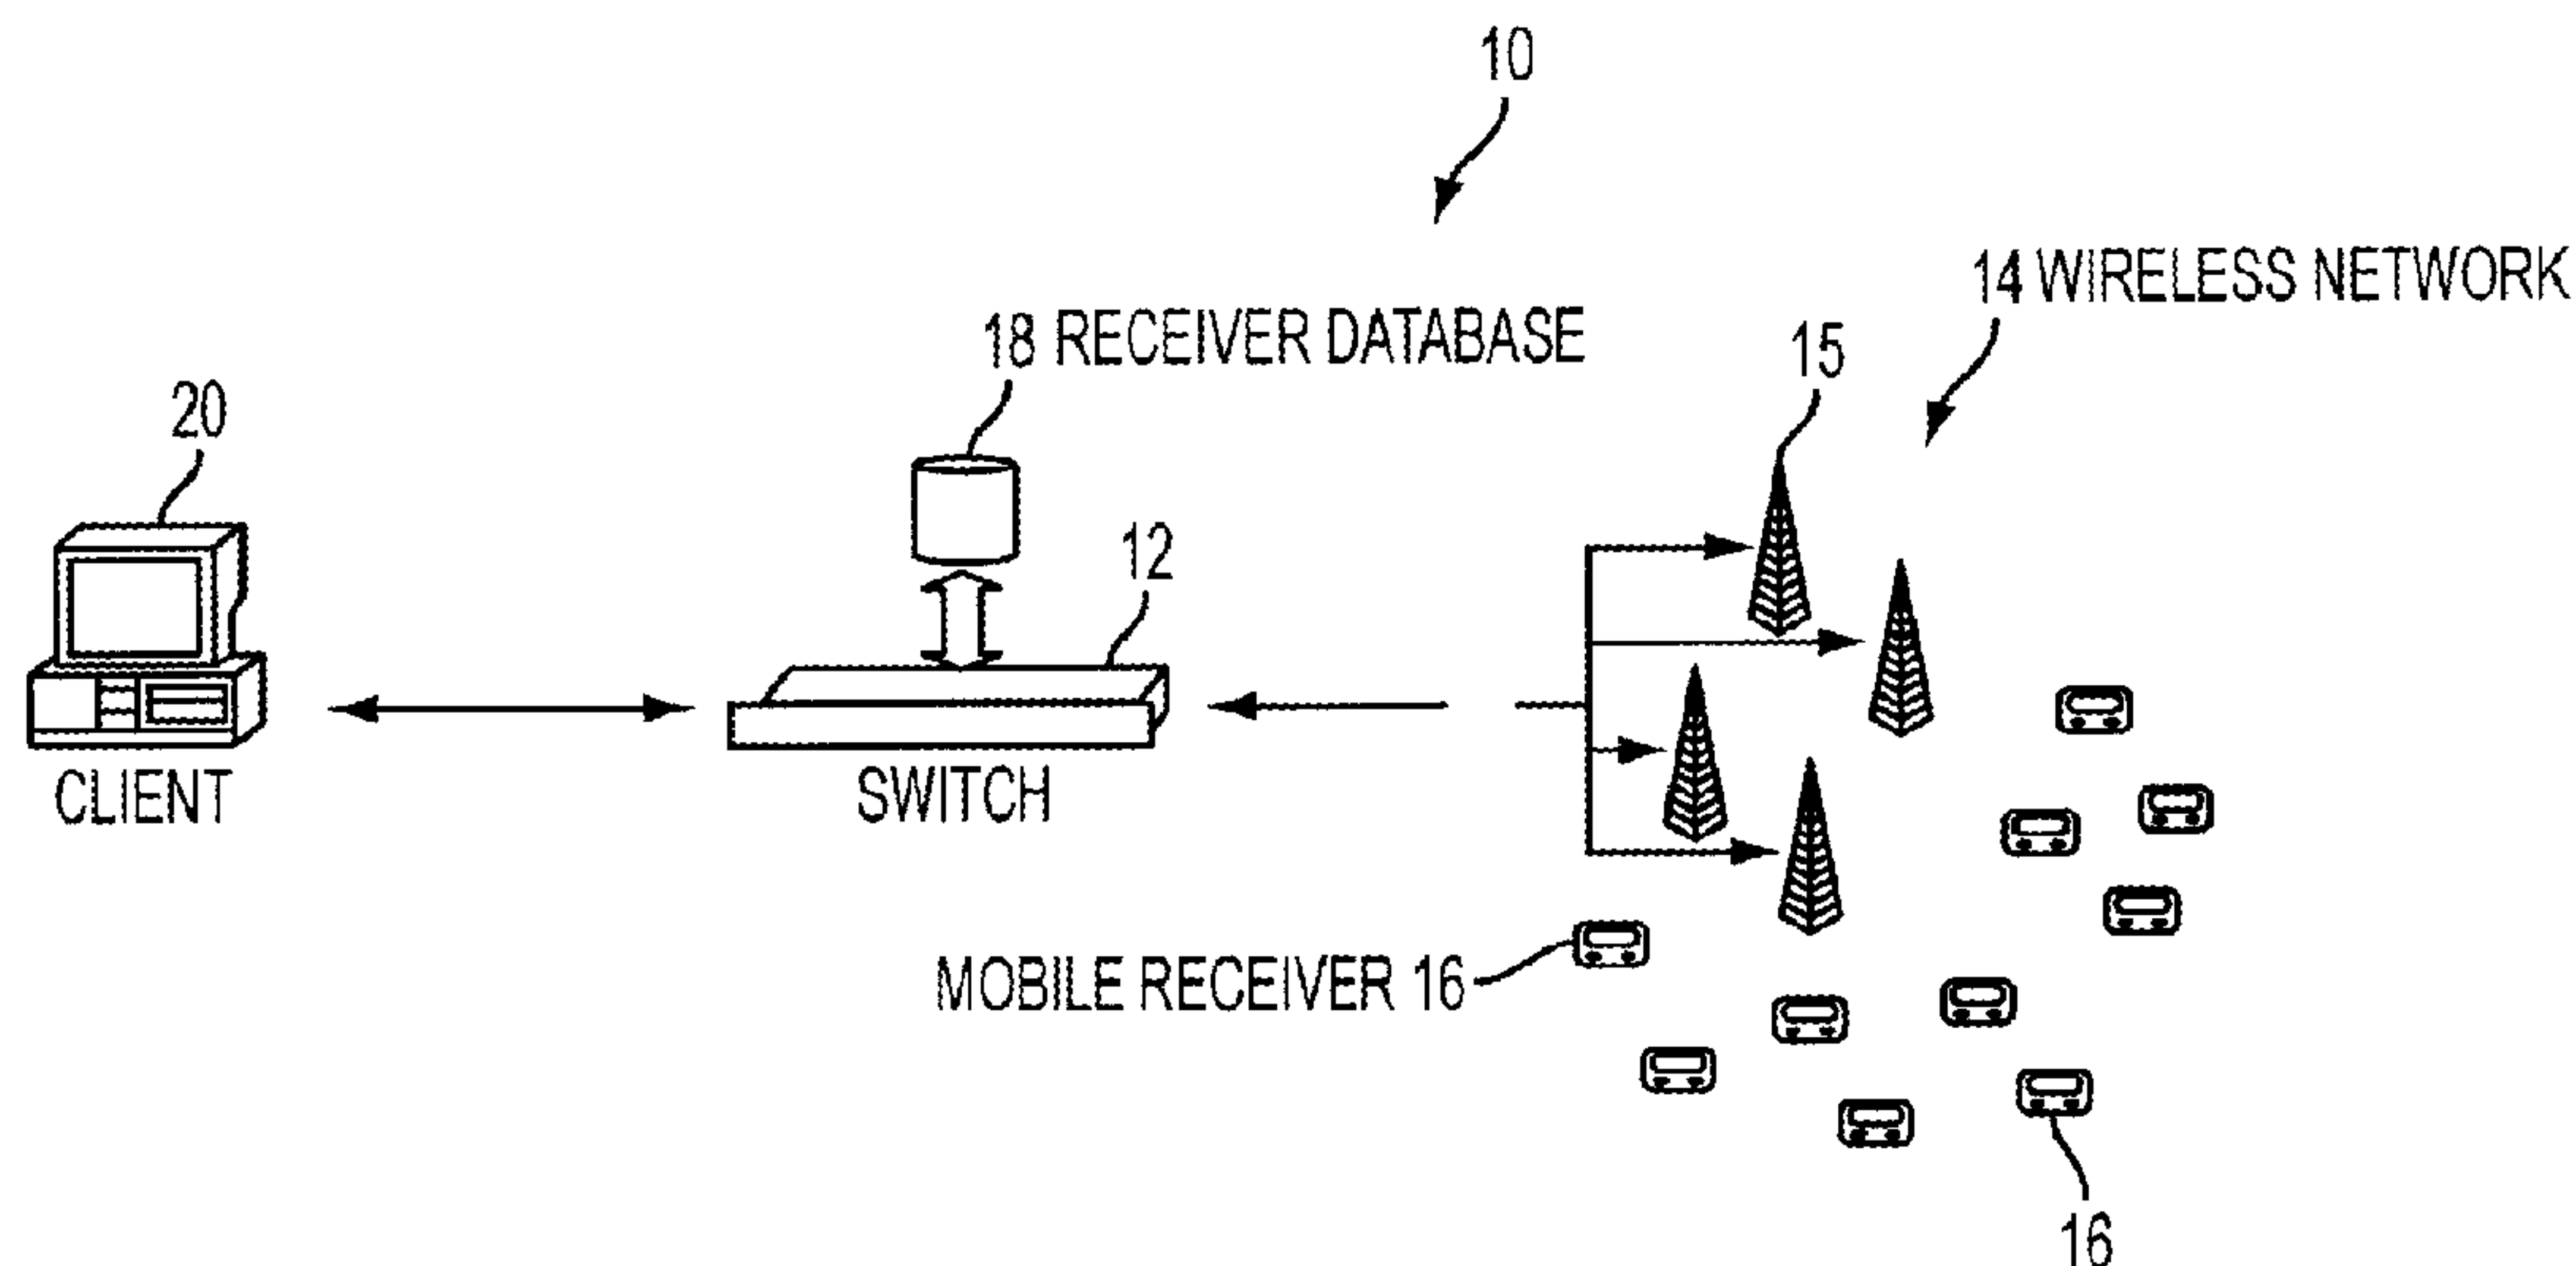 10
14 WIRELESS NETWORK
18 RECEIVER DATABASE
15
20
12
CLIENT
SWITCH
MOBILE RECEIVER 16
16